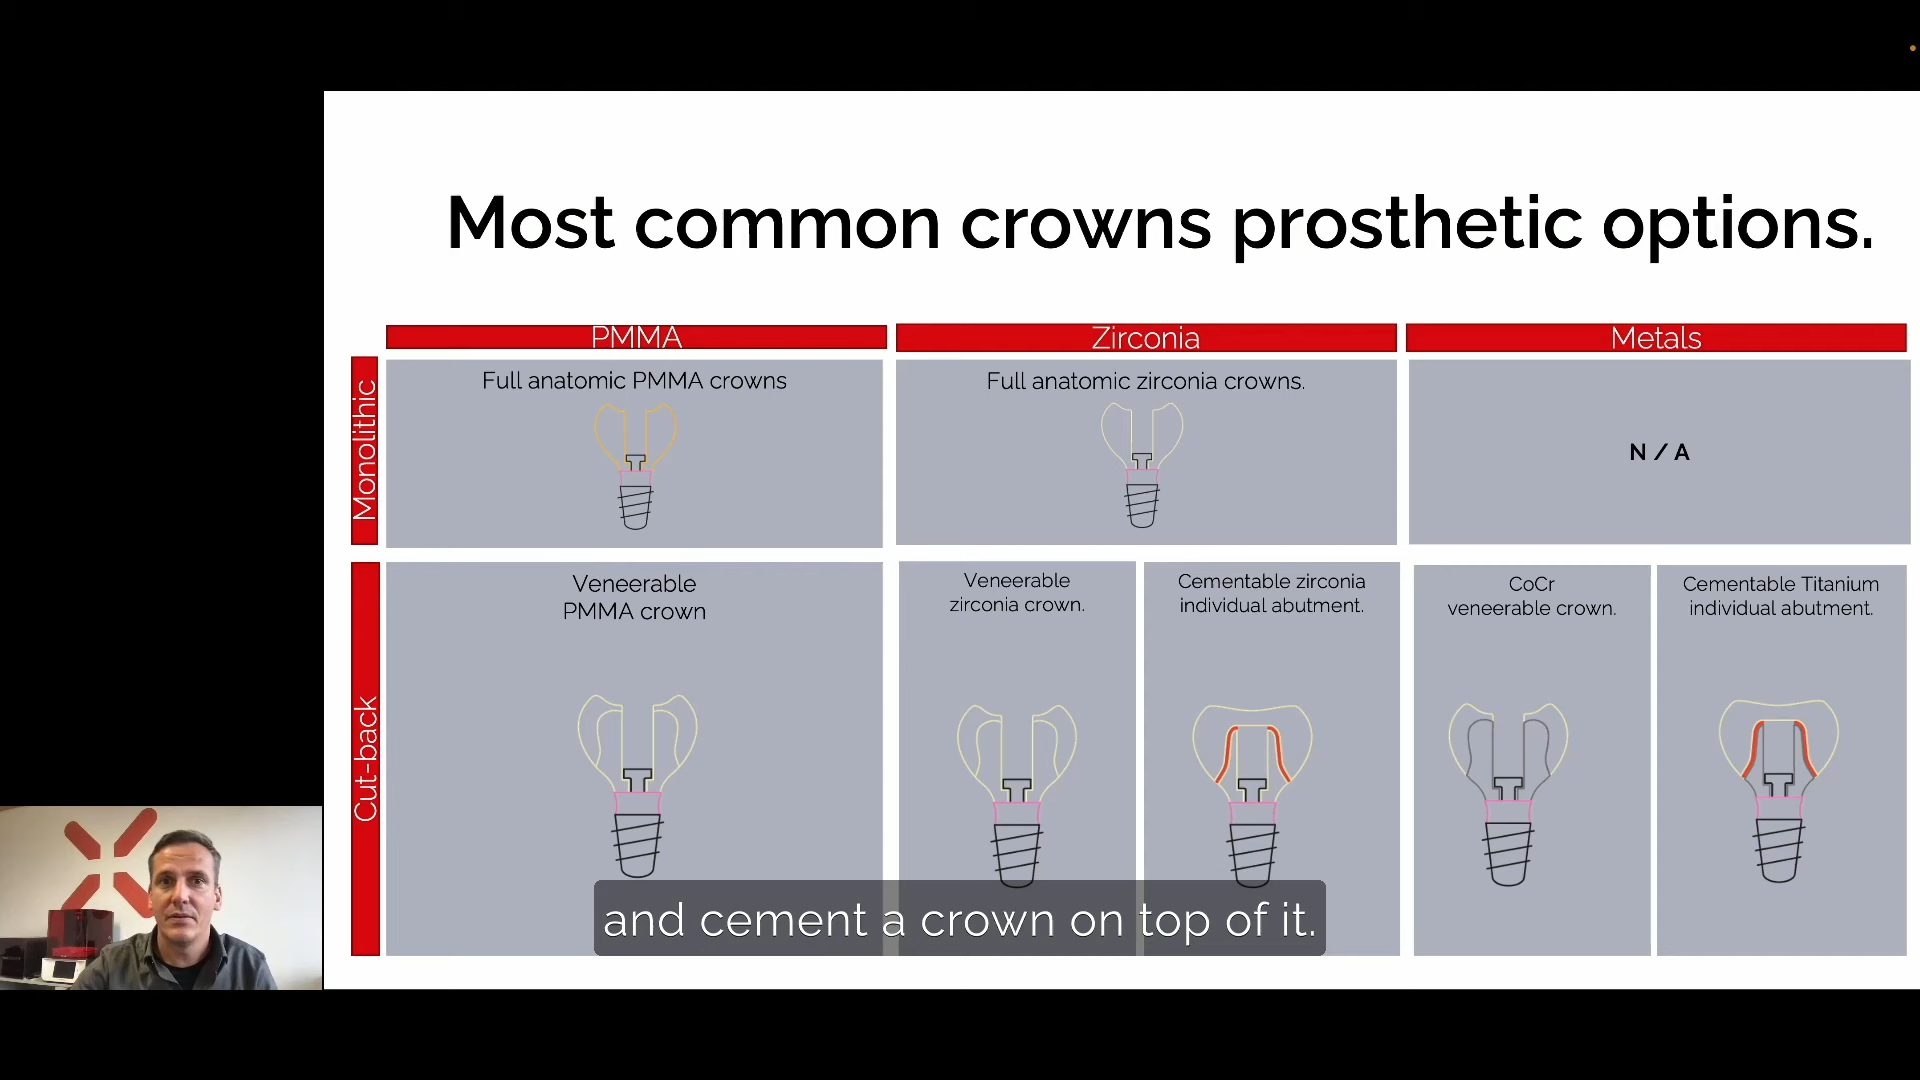 Most common crowns prosthetic options.
PMMA
Zirconia
Metals
Monolithic
Full anatomic PMMA crowns
Full anatomic zirconia crowns.
N / A
Cut-back
Veneerable
PMMA crown
Veneerable
zirconia crown.
Cementable zirconia
individual abutment.
CoCr
veneerable crown.
Cementable Titanium
individual abutment.
and cement a crown on top of it.